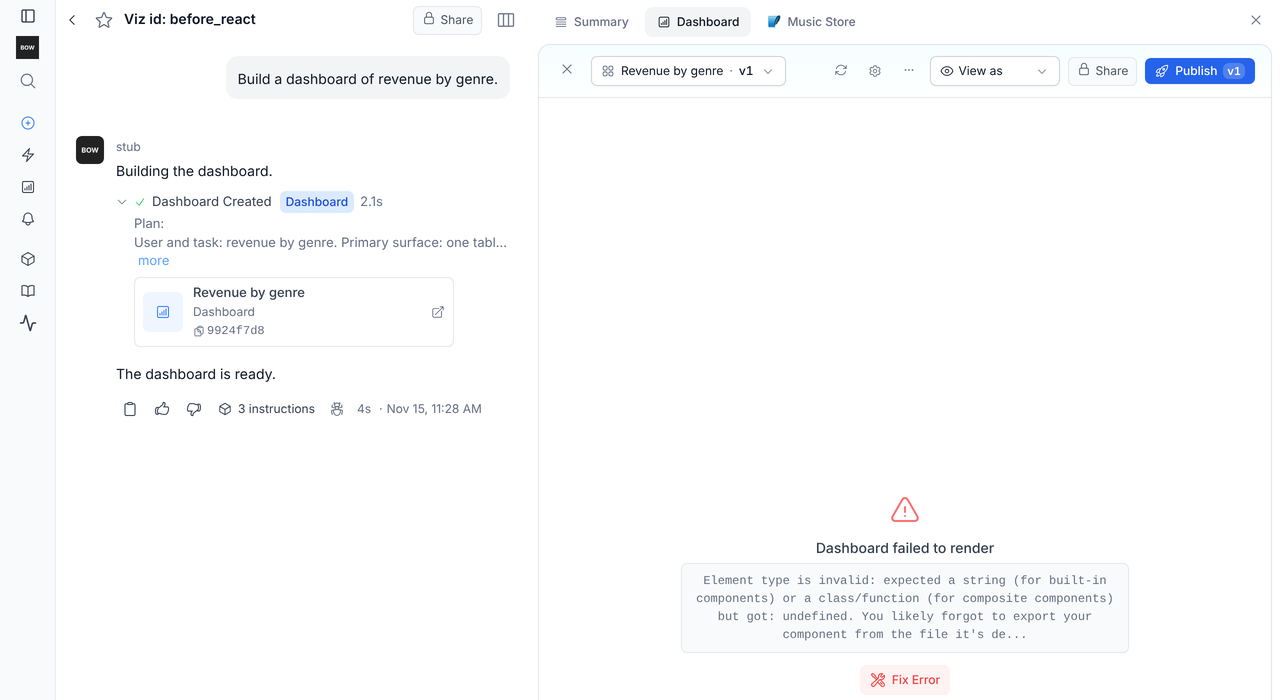 Viz id: before_react
Share
Summary
Dashboard
Music Store
BOW
Build a dashboard of revenue by genre.
BOW
stub
Building the dashboard.
Dashboard Created Dashboard 2.1s
Plan:
User and task: revenue by genre. Primary surface: one tabl...
more
Revenue by genre
Dashboard
9924f7d8
The dashboard is ready.
3 instructions 4s · Nov 15, 11:28 AM
Revenue by genre · v1
View as
Share
Publish v1
Dashboard failed to render
Element type is invalid: expected a string (for built-in
components) or a class/function (for composite components)
but got: undefined. You likely forgot to export your
component from the file it's de...
Fix Error